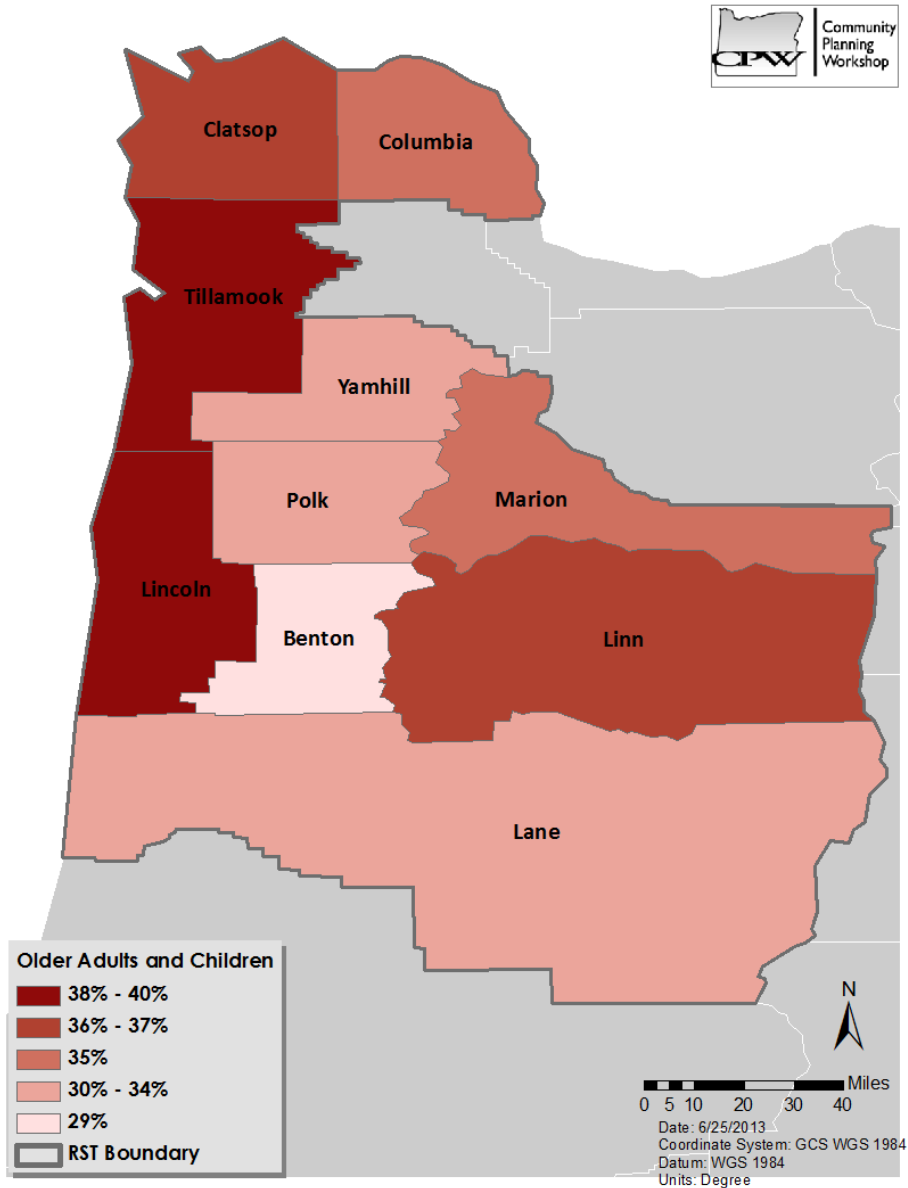 CPW
Community
Planning
Workshop
Clatsop
Columbia
Tillamook
Yamhill
Polk
Marion
Lincoln
Benton
Linn
Lane
Older Adults and Children
38% - 40%
36% - 37%
35%
30% - 34%
29%
RST Boundary
N
Miles
0 5 10 20 30 40
Date: 6/25/2013
Coordinate System: GCS WGS 1984
Datum: WGS 1984
Units: Degree